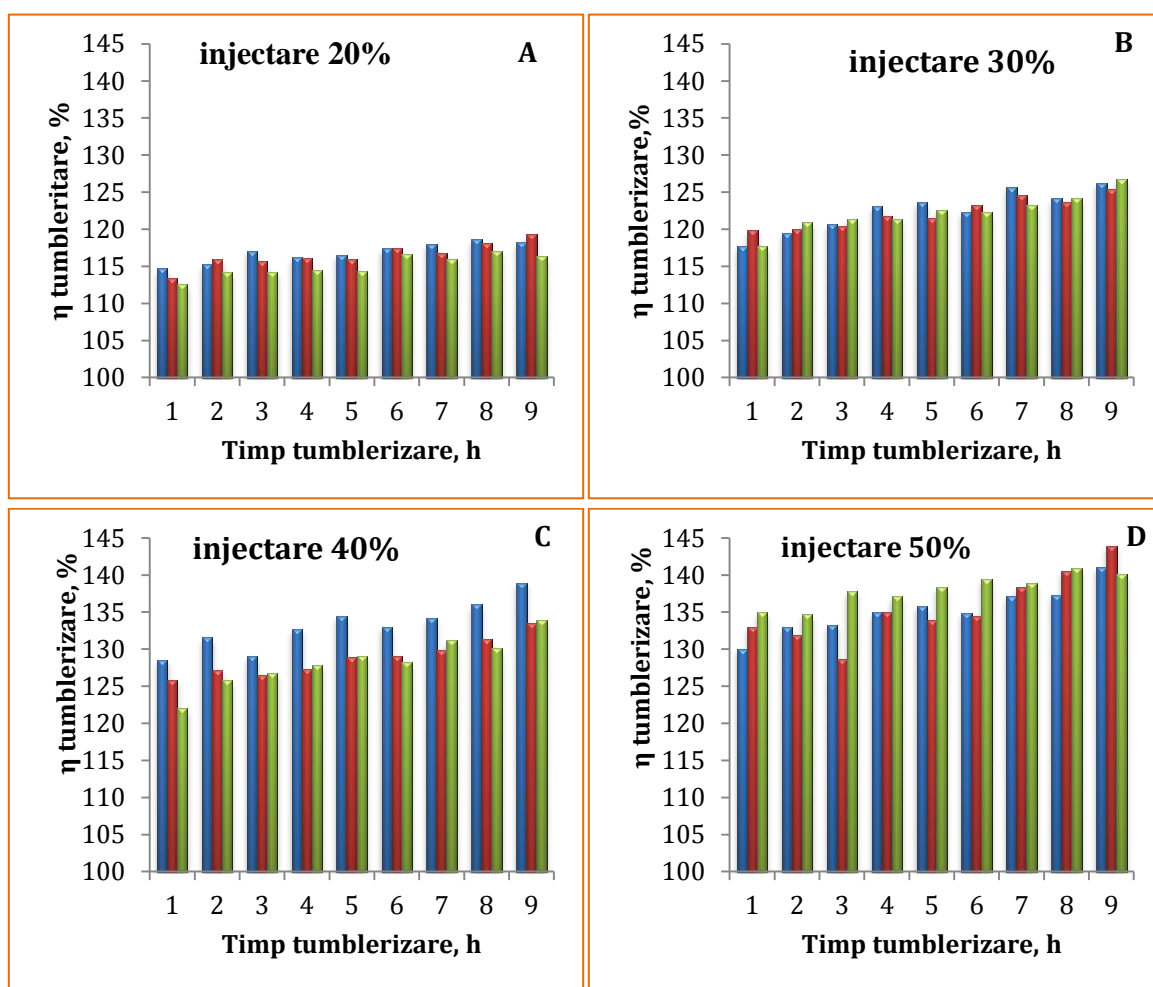 injectare 20%
A
η tumbleritare, %
145
140
135
130
125
120
115
110
105
100
1 2 3 4 5 6 7 8 9
Timp tumblerizare, h
injectare 30%
B
η tumblerizare,%
145
140
135
130
125
120
115
110
105
100
1 2 3 4 5 6 7 8 9
Timp tumblerizare, h
injectare 40%
C
η tumblerizare, %
145
140
135
130
125
120
115
110
105
100
1 2 3 4 5 6 7 8 9
Timp tumblerizare, h
injectare 50%
D
η tumblerizare, %
145
140
135
130
125
120
115
110
105
100
1 2 3 4 5 6 7 8 9
Timp tumblerizare, h